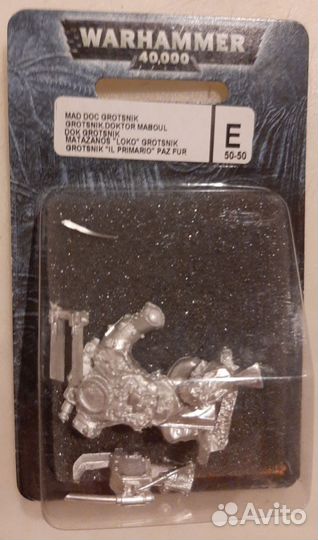 WARHAMMER
40,000
MAD DOC GROTSNIK
GROTSNIK,DOKTOR MABOUL
DOK GROTSNIK
MATAZANOS "LOKO" GROTSNIK
GROTSNIK "IL PRIMARIO" PAZ FUR
E
50-50
Avito